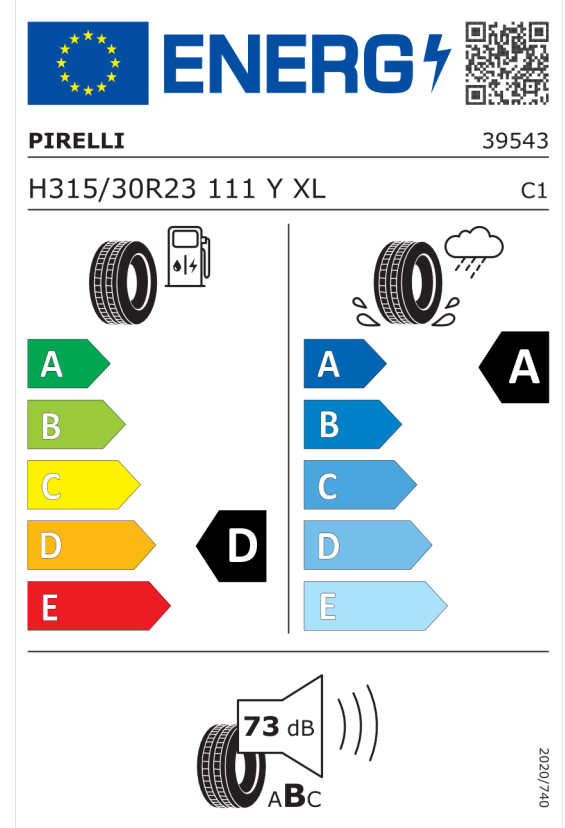 ENERG
PIRELLI 39543
H315/30R23 111 Y XL C1
A A A
B B
C C
D D D
E E
73 dB
ABC
2020/740